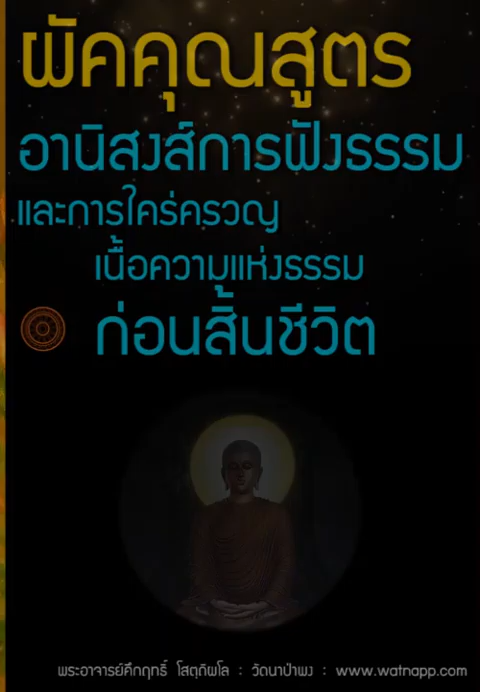 ผัคคุณสูตร
อานิสงส์การฟังธรรม
และการใคร่ครวญ
เนื้อความแห่งธรรม
ก่อนสิ้นชีวิต
พระอาจารย์คึกฤทธิ์ โสตฺถิผโล : วัดนาป่าพง : www.watnapp.com